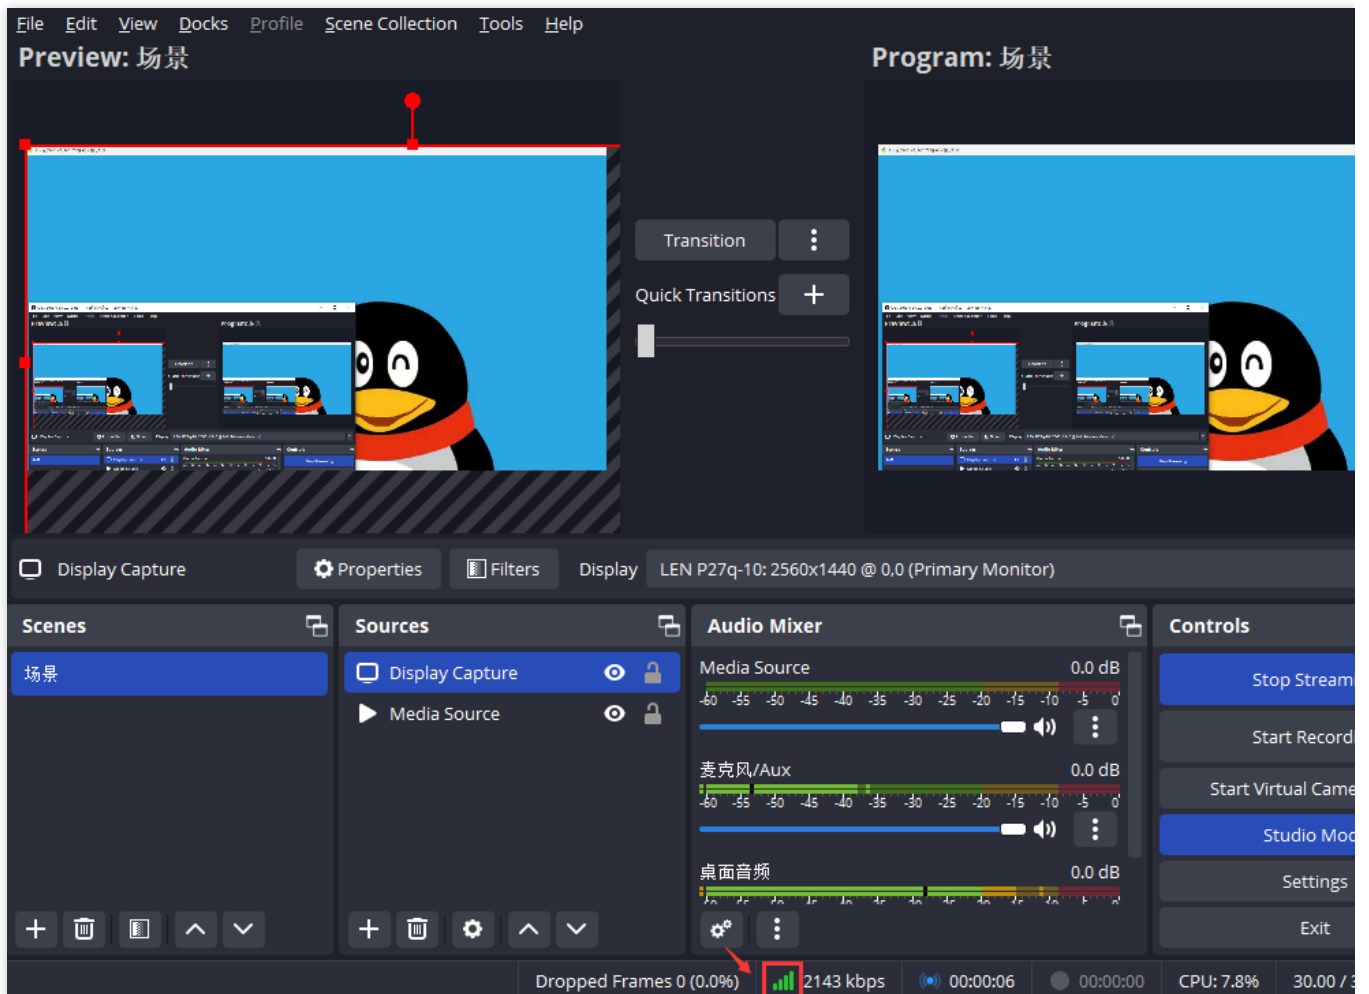 File Edit View Docks Profile Scene Collection Tools Help
Preview: 场景
Program: 场景
Transition
Quick Transitions
Display Capture
Properties
Filters
Display
LEN P27q-10: 2560x1440 @ 0,0 (Primary Monitor)
Scenes
场景
Sources
Display Capture
Media Source
Audio Mixer
Media Source 0.0 dB
-60 -55 -50 -45 -40 -35 -30 -25 -20 -15 -10 -5 0
麦克风/Aux 0.0 dB
-60 -55 -50 -45 -40 -35 -30 -25 -20 -15 -10 -5 0
桌面音频 0.0 dB
Controls
Stop Stream
Start Record
Start Virtual Came
Studio Mod
Settings
Exit
Dropped Frames 0 (0.0%) 2143 kbps 00:00:06 00:00:00 CPU: 7.8% 30.00 / 3